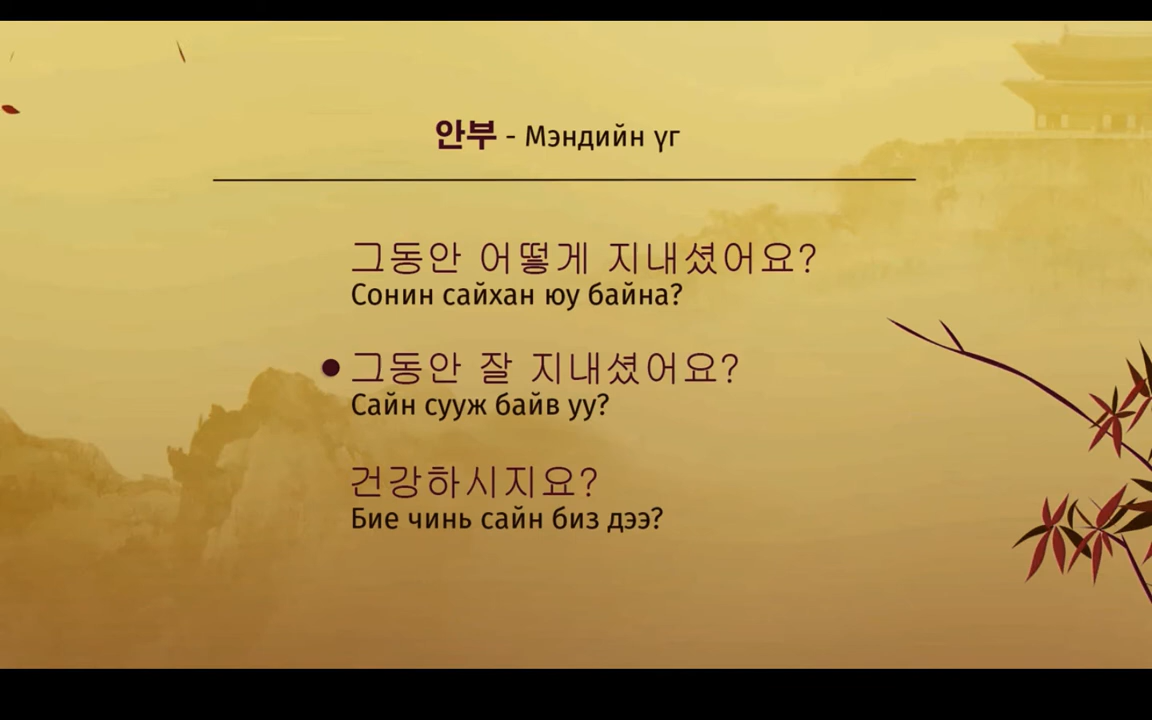 안부 - Мэндийн үг
그동안 어떻게 지내셨어요?
Сонин сайхан юу байна?
• 그동안 잘 지내셨어요?
Сайн сууж байв уу?
건강하시지요?
Бие чинь сайн биз дээ?